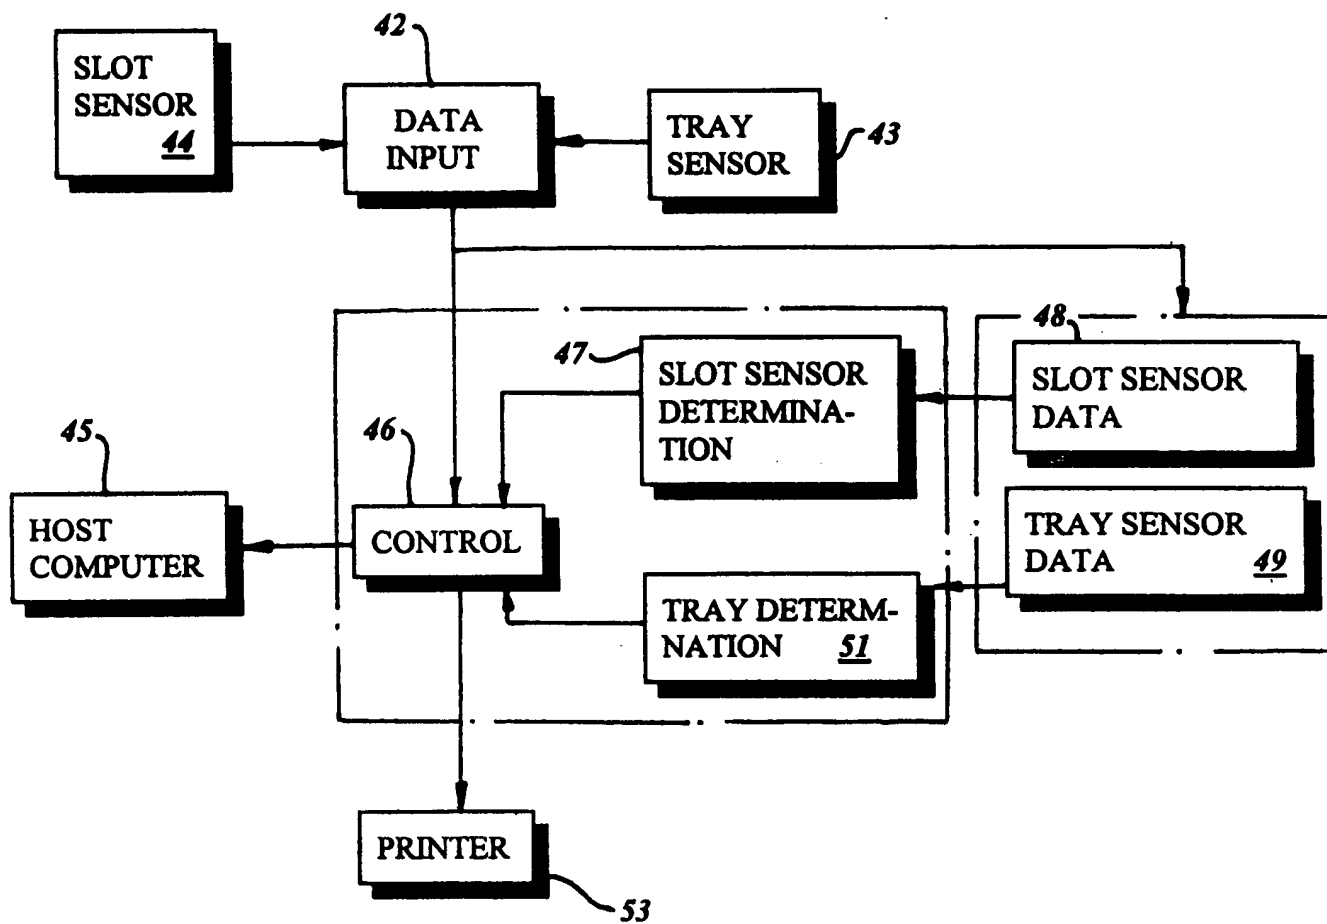 42
SLOT
SENSOR
44
DATA
INPUT
TRAY
SENSOR
43
48
47
SLOT SENSOR
DETERMINA-
TION
SLOT SENSOR
DATA
45
46
HOST
COMPUTER
CONTROL
TRAY SENSOR
DATA 49
TRAY DETERM-
NATION 51
PRINTER
53